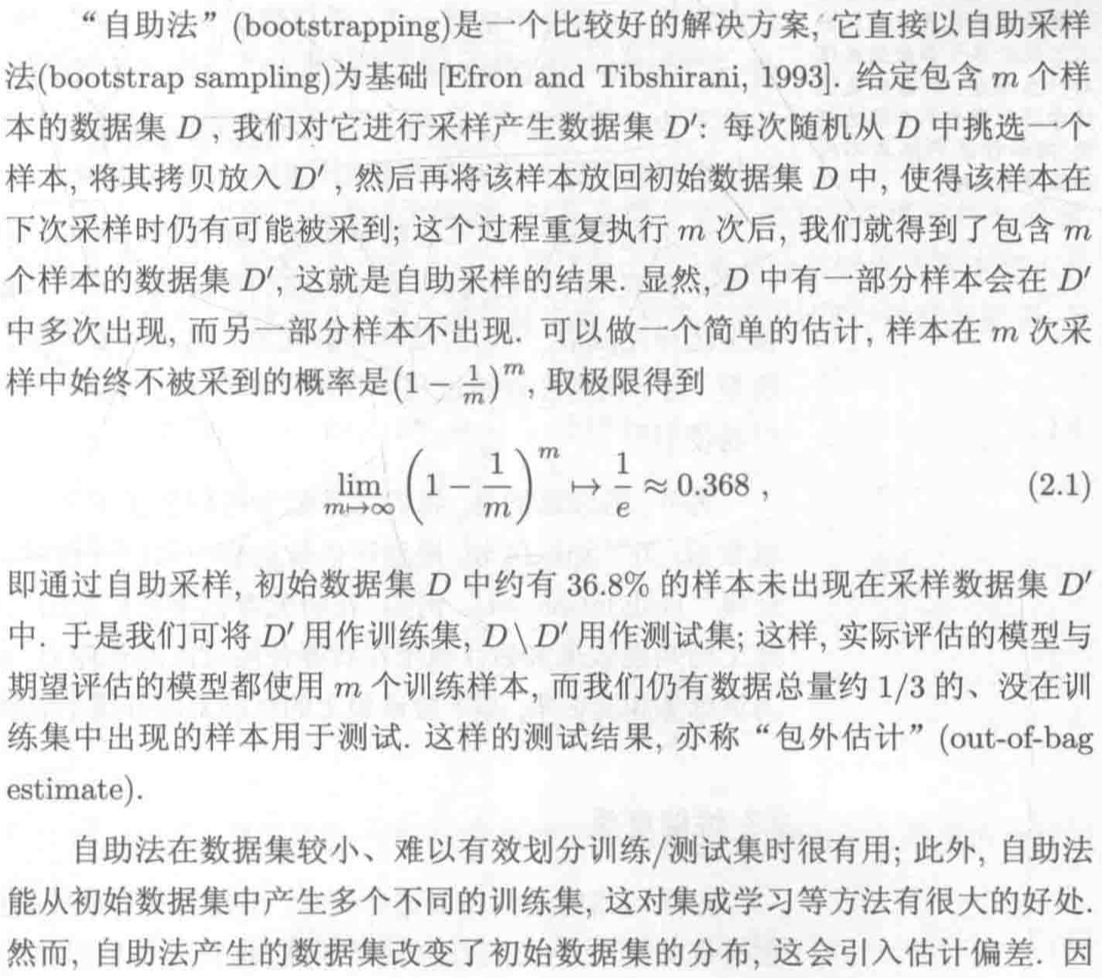 “自助法”(bootstrapping)是一个比较好的解决方案, 它直接以自助采样
法(bootstrap sampling)为基础 [Efron and Tibshirani, 1993]. 给定包含 m 个样
本的数据集 D , 我们对它进行采样产生数据集 D′: 每次随机从 D 中挑选一个
样本, 将其拷贝放入 D′ , 然后再将该样本放回初始数据集 D 中, 使得该样本在
下次采样时仍有可能被采到; 这个过程重复执行 m 次后, 我们就得到了包含 m
个样本的数据集 D′, 这就是自助采样的结果. 显然, D 中有一部分样本会在 D′
中多次出现, 而另一部分样本不出现. 可以做一个简单的估计, 样本在 m 次采
样中始终不被采到的概率是(1 − 1/m)^m, 取极限得到
lim m↦∞ (1 − 1/m)^m ↦ 1/e ≈ 0.368 , (2.1)
即通过自助采样, 初始数据集 D 中约有 36.8% 的样本未出现在采样数据集 D′
中. 于是我们可将 D′ 用作训练集, D \ D′ 用作测试集; 这样, 实际评估的模型与
期望评估的模型都使用 m 个训练样本, 而我们仍有数据总量约 1/3 的、没在训
练集中出现的样本用于测试. 这样的测试结果, 亦称 “包外估计” (out-of-bag
estimate).
自助法在数据集较小、难以有效划分训练/测试集时很有用; 此外, 自助法
能从初始数据集中产生多个不同的训练集, 这对集成学习等方法有很大的好处.
然而, 自助法产生的数据集改变了初始数据集的分布, 这会引入估计偏差. 因